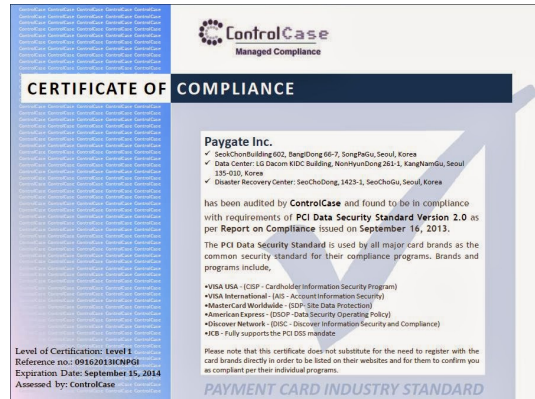 ControlCase
Managed Compliance
CERTIFICATE OF COMPLIANCE
Paygate Inc.
✓ SeokChonBuilding 602, BangiDong 66-7, SongPaGu, Seoul, Korea
✓ Data Center: LG Dacom KIDC Building, NonHyunDong 261-1, KangNamGu, Seoul
135-010, Korea
✓ Disaster Recovery Center: SeoChoDong, 1423-1, SeoChoGu, Seoul, Korea
has been audited by ControlCase and found to be in compliance
with requirements of PCI Data Security Standard Version 2.0 as
per Report on Compliance issued on September 16, 2013.
The PCI Data Security Standard is used by all major card brands as the
common security standard for their compliance programs. Brands and
programs include,
•VISA USA - (CISP - Cardholder Information Security Program)
•VISA International - (AIS - Account Information Security)
•MasterCard Worldwide - (SDP- Site Data Protection)
•American Express - (DSOP -Data Security Operating Policy)
•Discover Network - (DISC - Discover Information Security and Compliance)
•JCB - Fully supports the PCI DSS mandate
Please note that this certificate does not substitute for the need to register with the
card brands directly in order to be listed on their websites and for them to confirm you
as compliant per their individual programs.
Level of Certification: Level 1
Reference no.: 09162013ICNPGI
Expiration Date: September 15, 2014
Assessed by: ControlCase
PAYMENT CARD INDUSTRY STANDARD